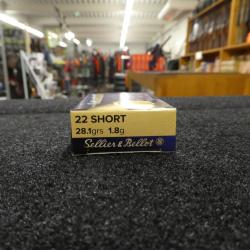 22 SHORT
28.1grs 1.8g
Sellier & Bellot